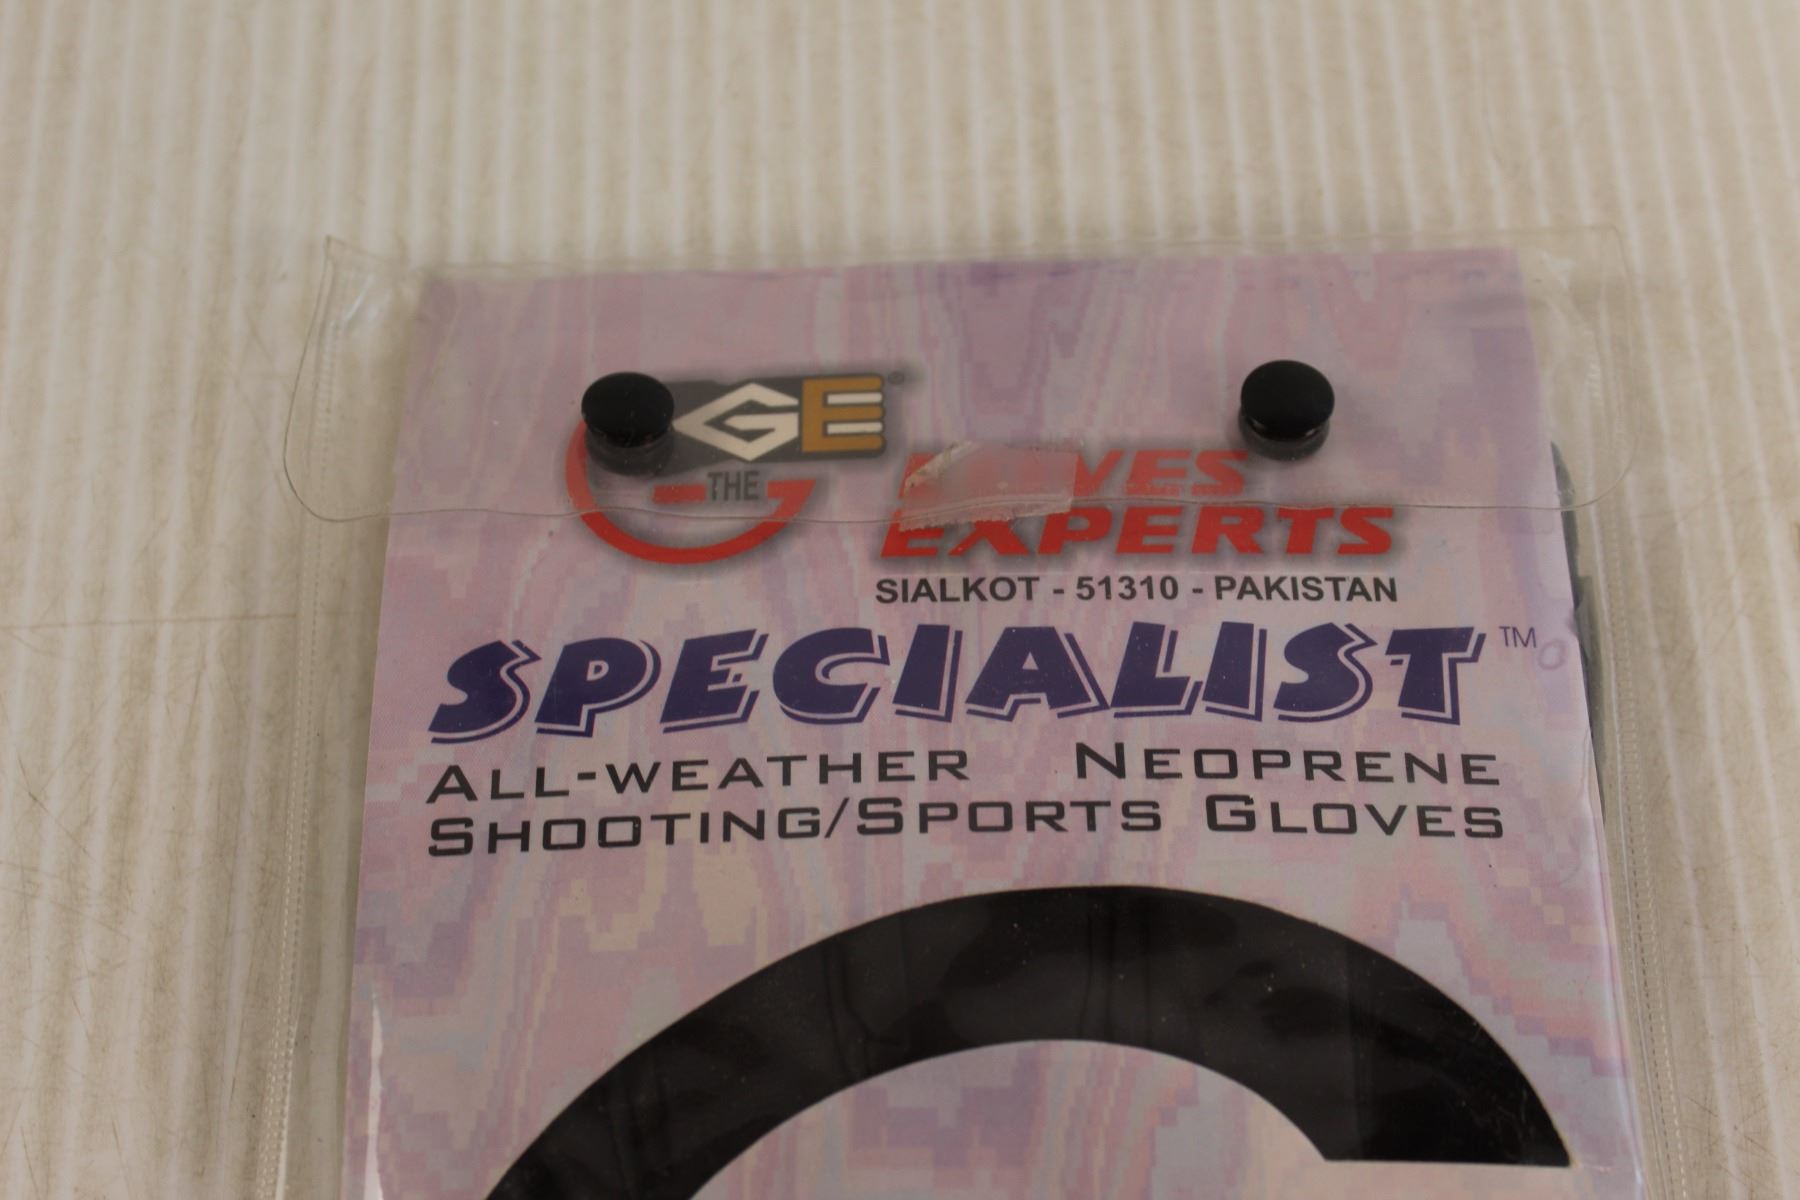 GE®
THE
EXPERTS
SIALKOT - 51310 - PAKISTAN
SPECIALIST™
ALL-WEATHER NEOPRENE
SHOOTING/SPORTS GLOVES